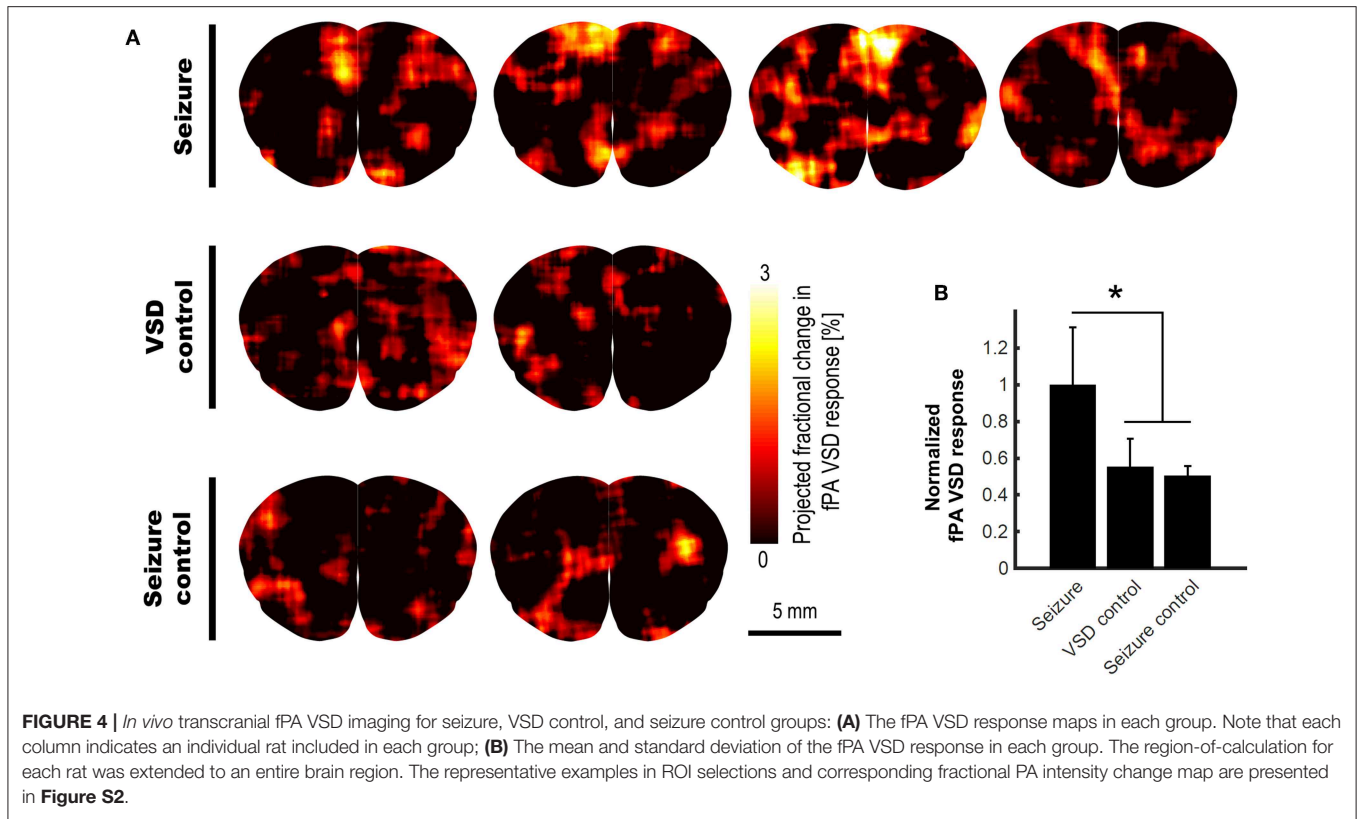 A
Seizure
VSD
control
Seizure
control
3
Projected fractional change in
fPA VSD response [%]
0
5 mm
B
*
Normalized
fPA VSD response
1.2
1
0.8
0.6
0.4
0.2
0
Seizure
VSD control
Seizure control
FIGURE 4 | In vivo transcranial fPA VSD imaging for seizure, VSD control, and seizure control groups: (A) The fPA VSD response maps in each group. Note that each
column indicates an individual rat included in each group; (B) The mean and standard deviation of the fPA VSD response in each group. The region-of-calculation for
each rat was extended to an entire brain region. The representative examples in ROI selections and corresponding fractional PA intensity change map are presented
in Figure S2.